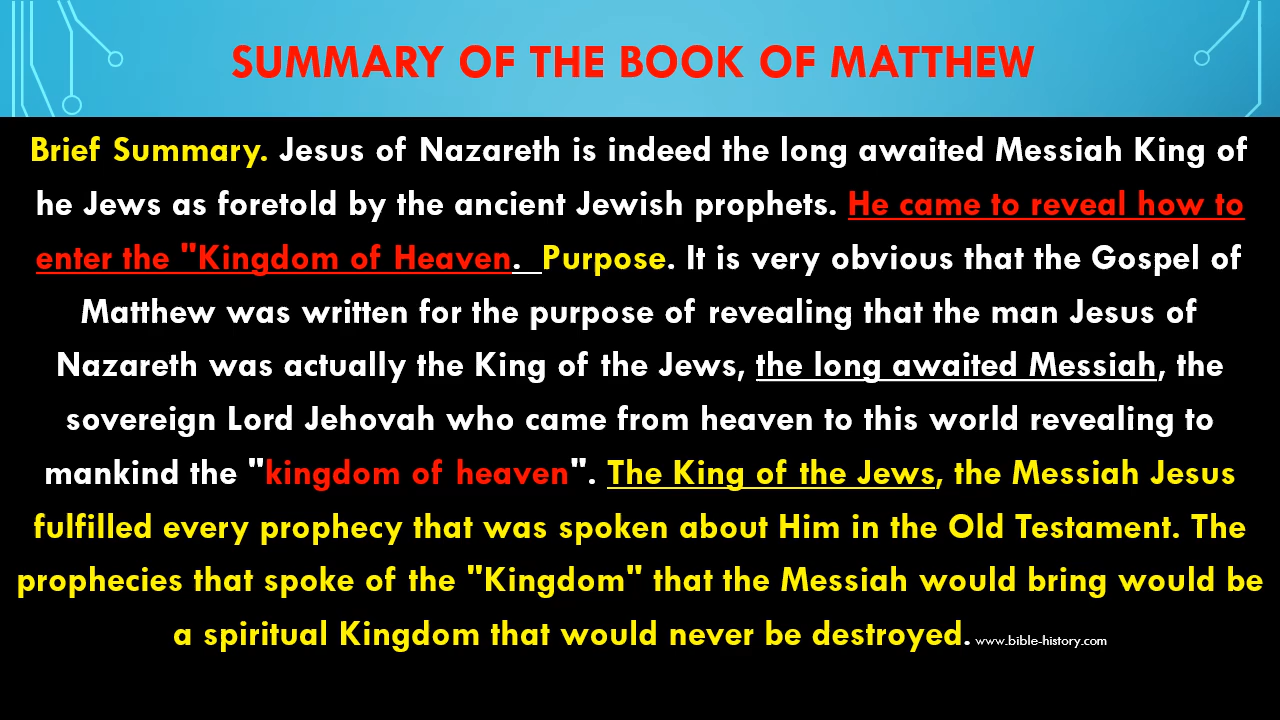 SUMMARY OF THE BOOK OF MATTHEW
Brief Summary. Jesus of Nazareth is indeed the long awaited Messiah King of
he Jews as foretold by the ancient Jewish prophets. He came to reveal how to
enter the "Kingdom of Heaven. Purpose. It is very obvious that the Gospel of
Matthew was written for the purpose of revealing that the man Jesus of
Nazareth was actually the King of the Jews, the long awaited Messiah, the
sovereign Lord Jehovah who came from heaven to this world revealing to
mankind the "kingdom of heaven". The King of the Jews, the Messiah Jesus
fulfilled every prophecy that was spoken about Him in the Old Testament. The
prophecies that spoke of the "Kingdom" that the Messiah would bring would be
a spiritual Kingdom that would never be destroyed. www.bible-history.com